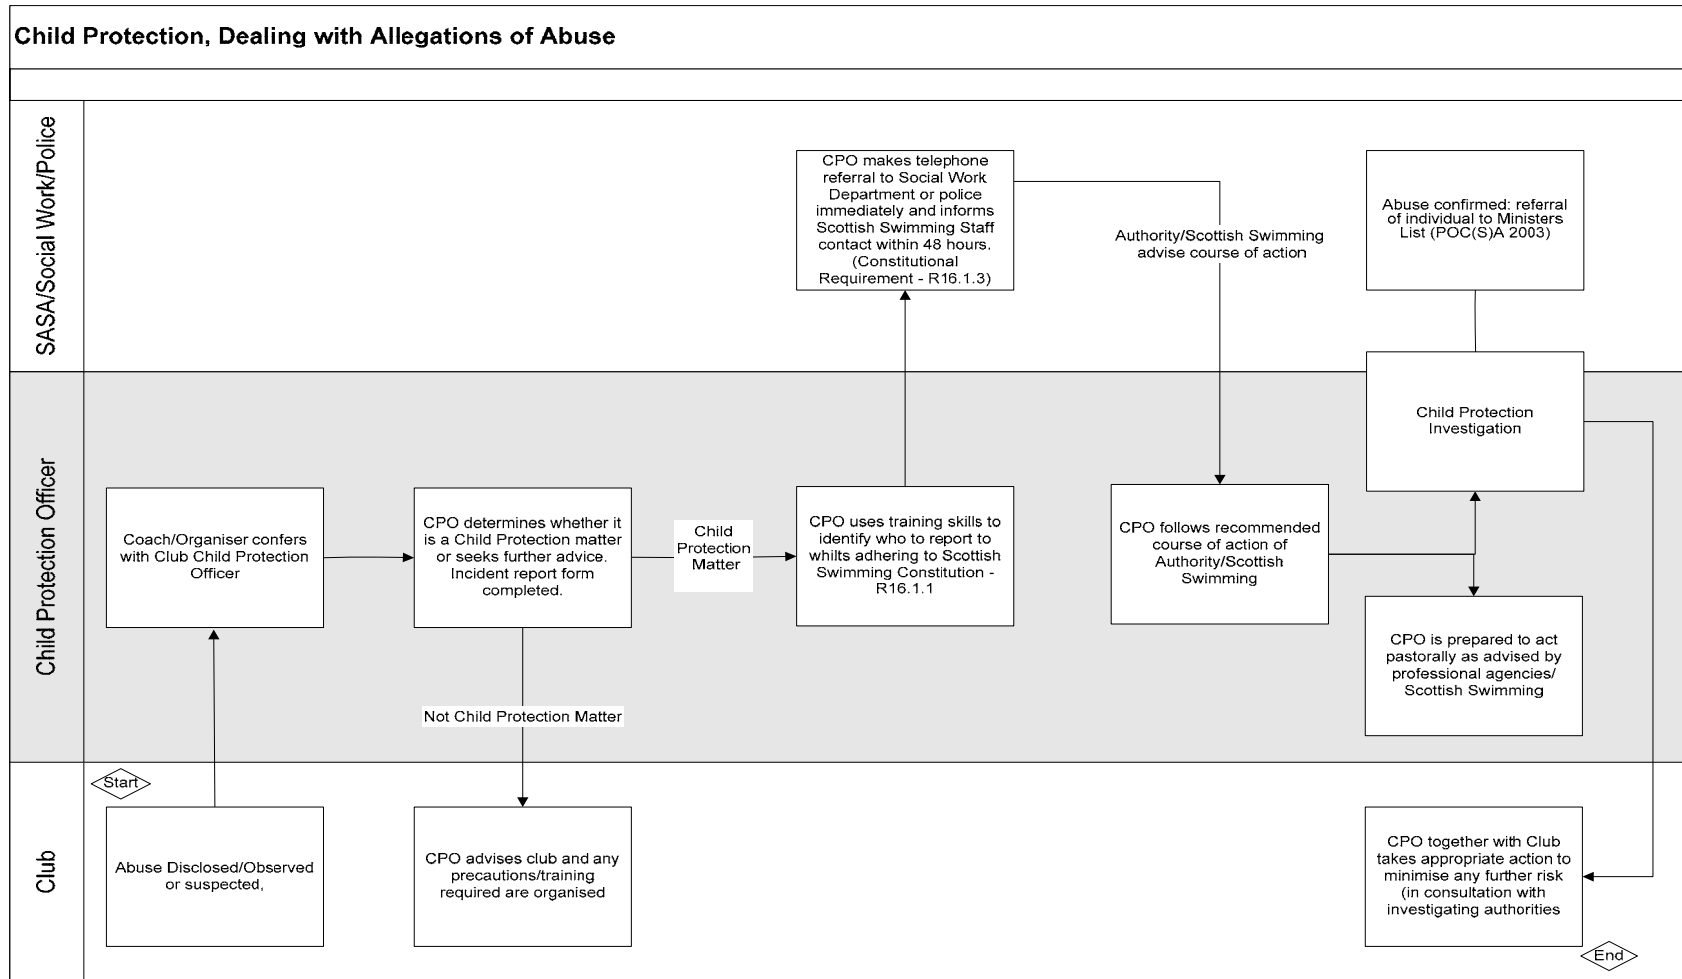 Child Protection, Dealing with Allegations of Abuse
SASA/Social Work/Police
CPO makes telephone
referral to Social Work
Department or police
immediately and informs
Scottish Swimming Staff
contact within 48 hours.
(Constitutional
Requirement - R16.1.3)
Authority/Scottish Swimming
advise course of action
Abuse confirmed: referral
of individual to Ministers
List (POC(S)A 2003)
Child Protection
Investigation
Child Protection Officer
Coach/Organiser confers
with Club Child Protection
Officer
CPO determines whether it
is a Child Protection matter
or seeks further advice.
Incident report form
completed.
Child
Protection
Matter
CPO uses training skills to
identify who to report to
whilts adhering to Scottish
Swimming Constitution -
R16.1.1
CPO follows recommended
course of action of
Authority/Scottish
Swimming
CPO is prepared to act
pastorally as advised by
professional agencies/
Scottish Swimming
Not Child Protection Matter
Club
Start
Abuse Disclosed/Observed
or suspected,
CPO advises club and any
precautions/training
required are organised
CPO together with Club
takes appropriate action to
minimise any further risk
(in consultation with
investigating authorities
End